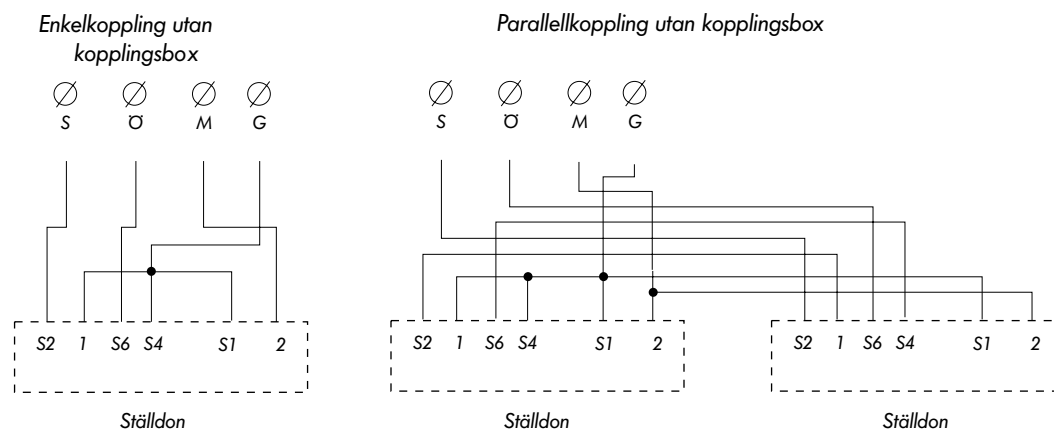 Enkelkoppling utan
kopplingsbox
S Ö M G
S2 1 S6 S4 S1 2
Ställdon
Parallellkoppling utan kopplingsbox
S Ö M G
S2 1 S6 S4 S1 2
Ställdon
S2 1 S6 S4 S1 2
Ställdon